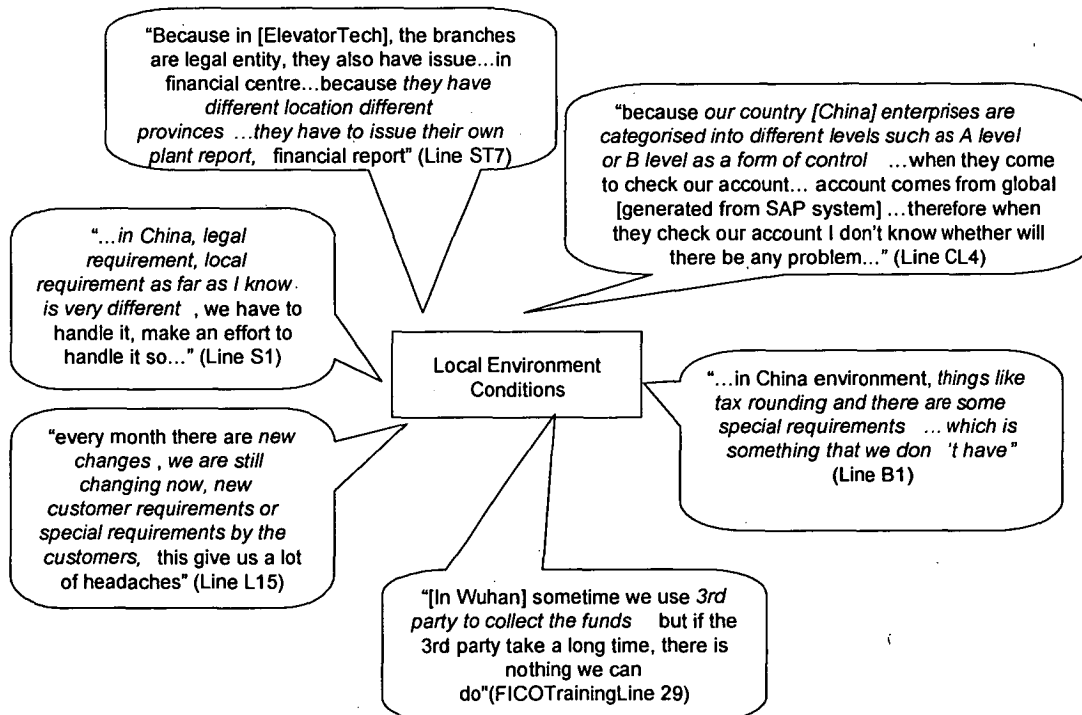 “Because in [ElevatorTech], the branches
are legal entity, they also have issue...in
financial centre...because they have
different location different
provinces ...they have to issue their own
plant report, financial report” (Line ST7)
“because our country [China] enterprises are
categorised into different levels such as A level
or B level as a form of control ...when they come
to check our account... account comes from global
[generated from SAP system] ...therefore when
they check our account I don't know whether will
there be any problem...” (Line CL4)
“...in China, legal
requirement, local
requirement as far as I know
is very different , we have to
handle it, make an effort to
handle it so...” (Line S1)
Local Environment
Conditions
“...in China environment, things like
tax rounding and there are some
special requirements ... which is
something that we don 't have”
(Line B1)
“every month there are new
changes , we are still
changing now, new
customer requirements or
special requirements by the
customers, this give us a lot
of headaches” (Line L15)
“[In Wuhan] sometime we use 3rd
party to collect the funds but if the
3rd party take a long time, there is
nothing we can
do"(FICOTrainingLine 29)